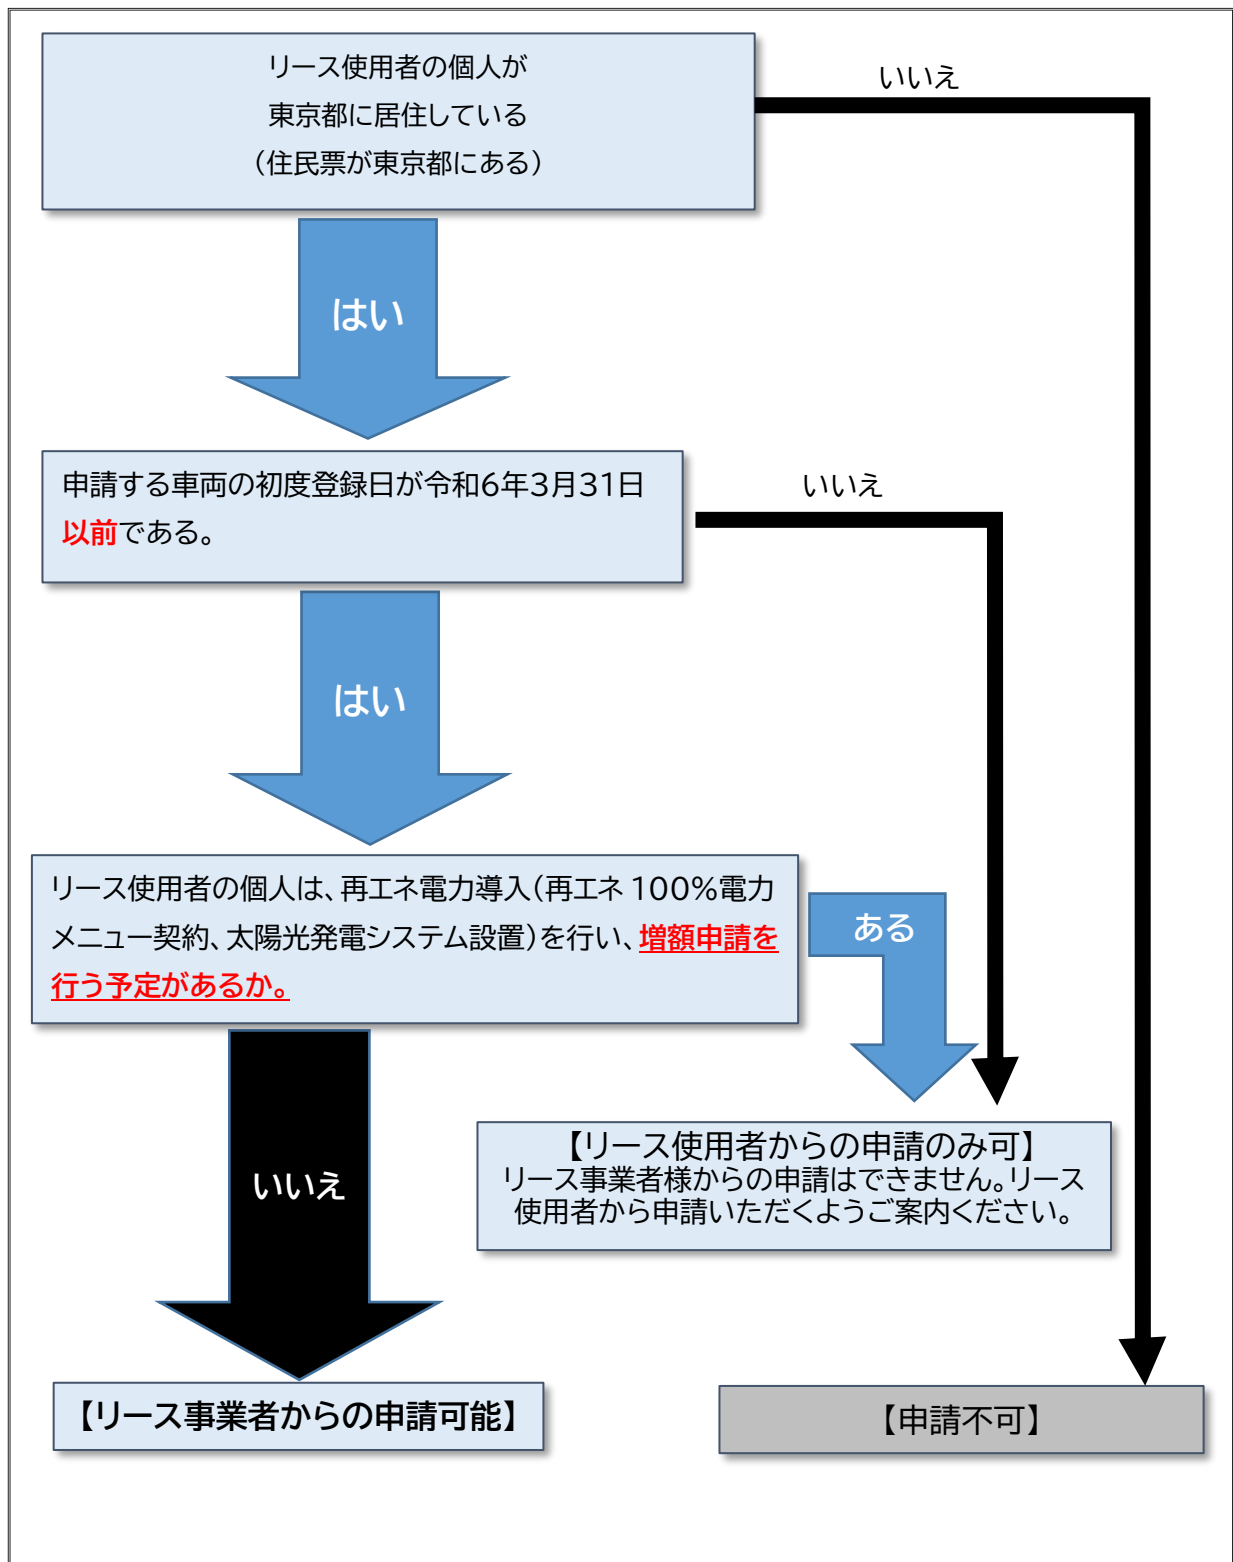 リース使用者の個人が
東京都に居住している
（住民票が東京都にある）
いいえ
はい
申請する車両の初度登録日が令和6年3月31日
以前である。
いいえ
はい
リース使用者の個人は、再エネ電力導入（再エネ100％電力
メニュー契約、太陽光発電システム設置）を行い、増額申請を
行う予定があるか。
ある
いいえ
【リース使用者からの申請のみ可】
リース事業者様からの申請はできません。リース
使用者から申請いただくようご案内ください。
【リース事業者からの申請可能】
【申請不可】